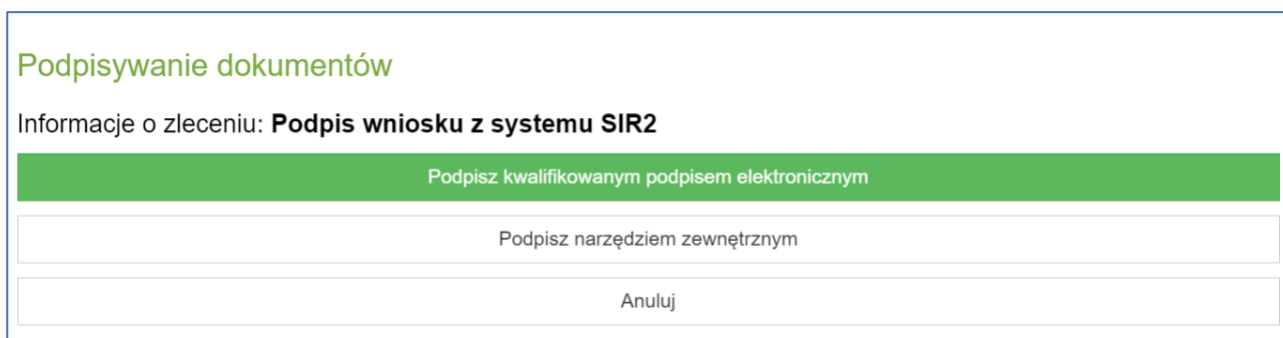 Podpisywanie dokumentów
Informacje o zleceniu: Podpis wniosku z systemu SIR2
Podpisz kwalifikowanym podpisem elektronicznym
Podpisz narzędziem zewnętrznym
Anuluj